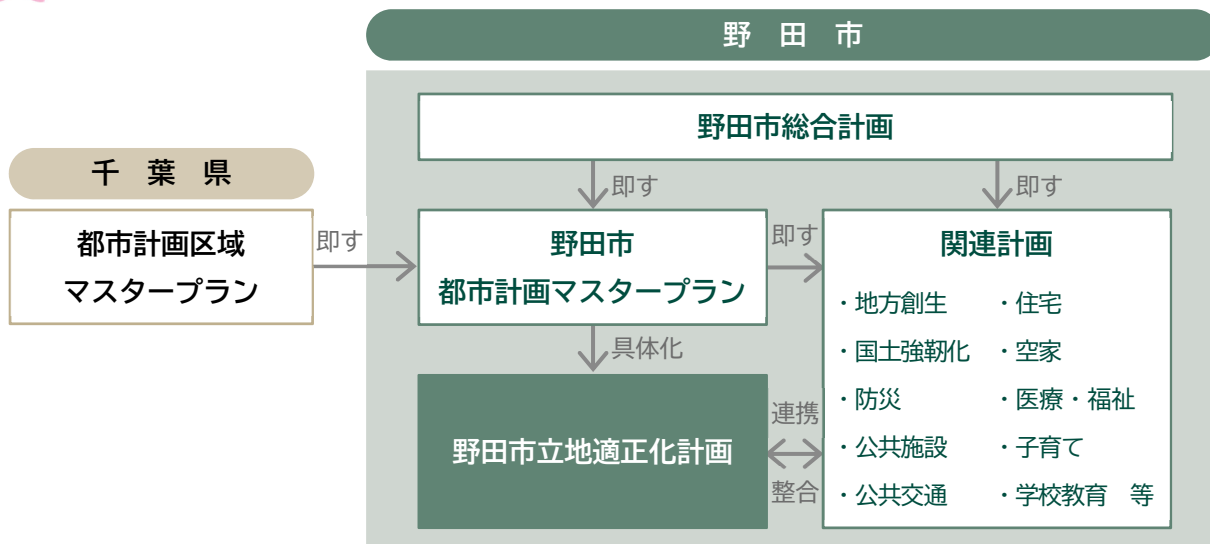 野田市
野田市総合計画
即す
即す
千葉県
都市計画区域
マスタープラン
即す
野田市
都市計画マスタープラン
即す
具体化
野田市立地適正化計画
連携
整合
関連計画
・地方創生
・国土強靭化
・防災
・公共施設
・公共交通
・住宅
・空家
・医療・福祉
・子育て
・学校教育　等